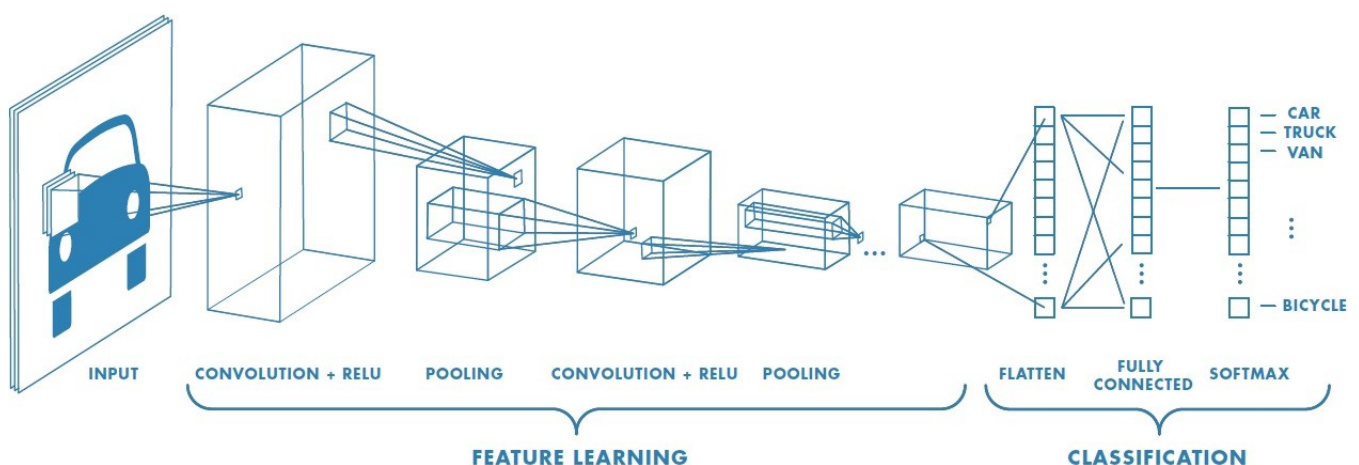 CAR
TRUCK
VAN
BICYCLE
INPUT
CONVOLUTION + RELU
POOLING
CONVOLUTION + RELU
POOLING
FLATTEN
FULLY
CONNECTED
SOFTMAX
FEATURE LEARNING
CLASSIFICATION